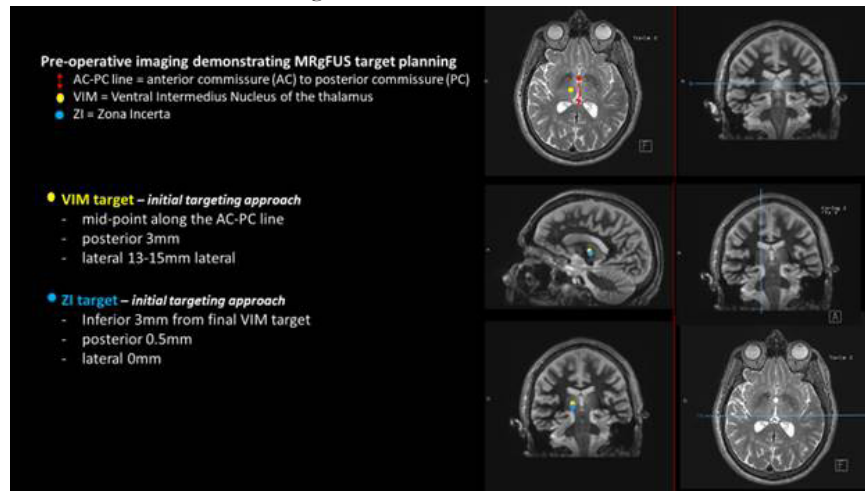 Pre-operative imaging demonstrating MRgFUS target planning
AC-PC line = anterior commissure (AC) to posterior commissure (PC)
VIM = Ventral Intermedius Nucleus of the thalamus
ZI = Zona Incerta
VIM target – initial targeting approach
- mid-point along the AC-PC line
- posterior 3mm
- lateral 13-15mm lateral
ZI target – initial targeting approach
- Inferior 3mm from final VIM target
- posterior 0.5mm
- lateral 0mm
F
A
F